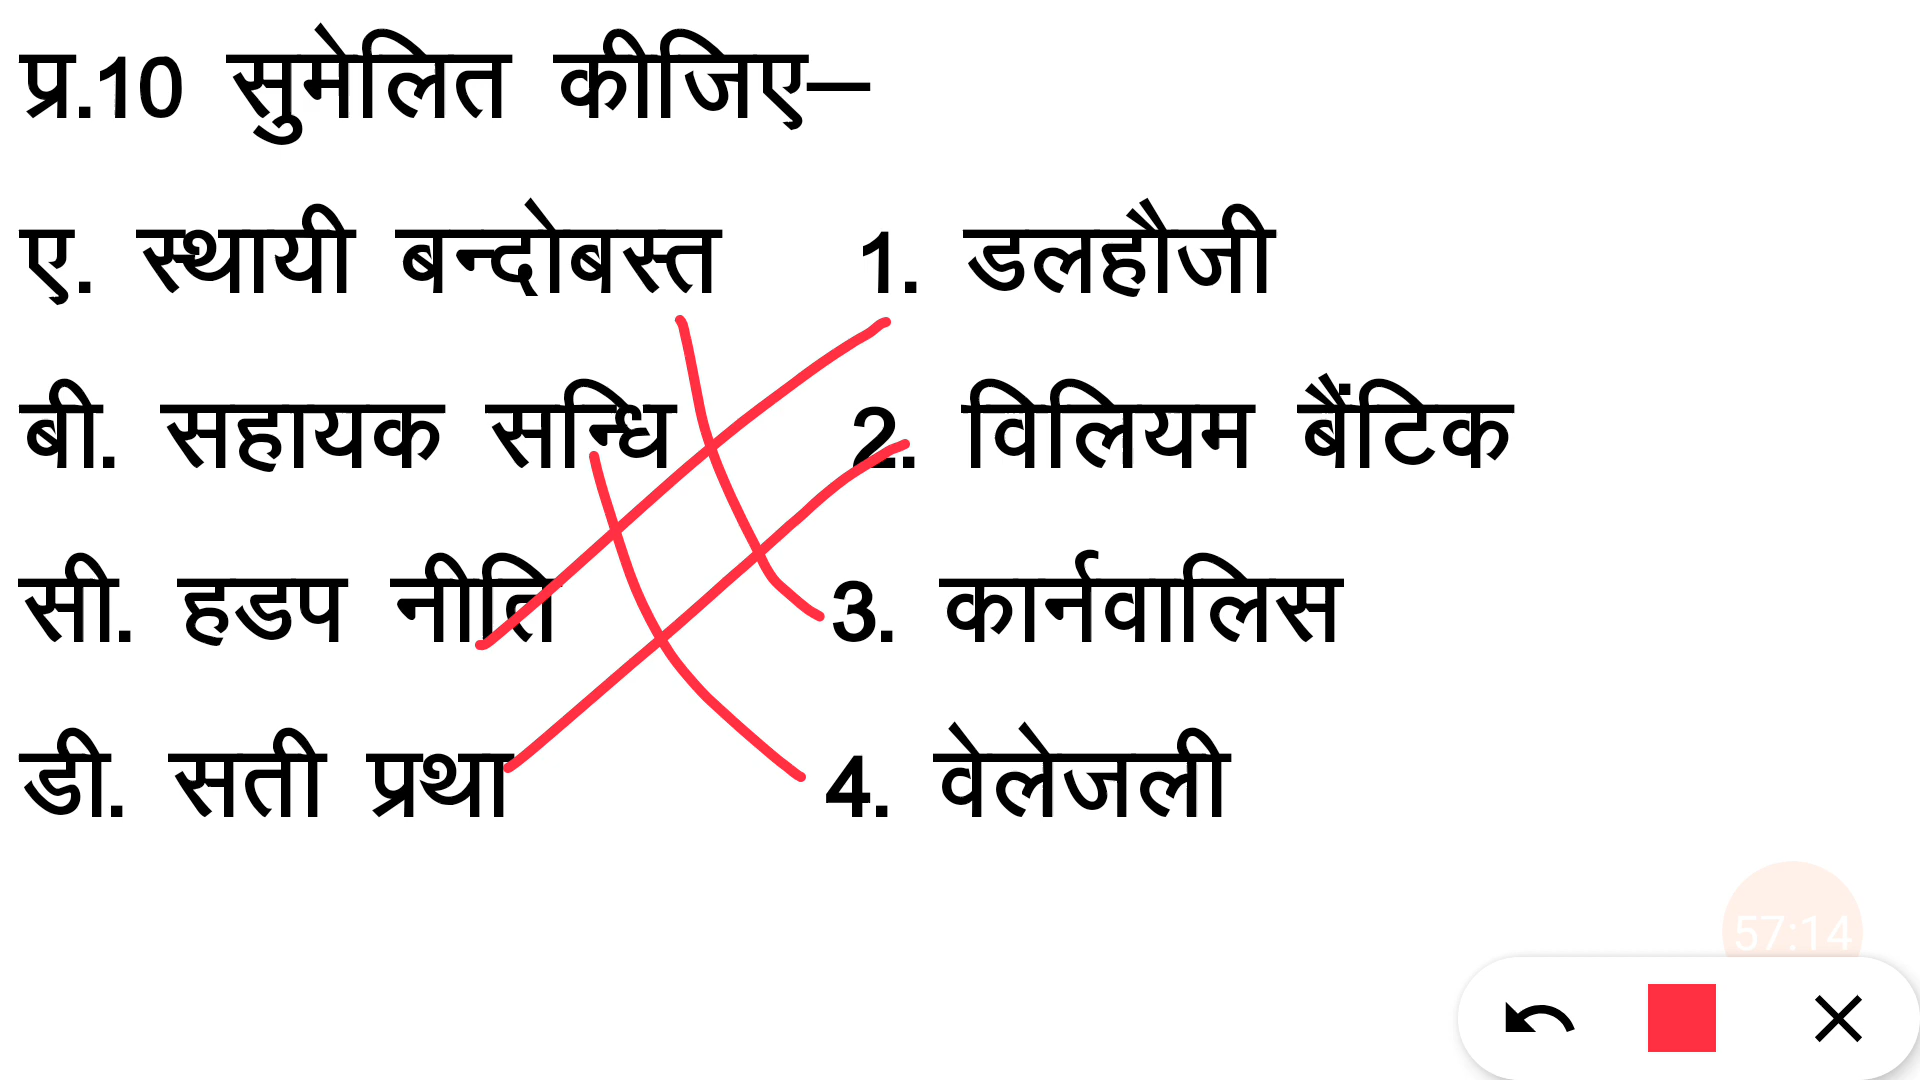 प्र.10 सुमेलित कीजिए–
ए. स्थायी बन्दोबस्त 1. डलहौजी
बी. सहायक सन्धि 2. विलियम बैंटिक
सी. हडप नीति 3. कार्नवालिस
डी. सती प्रथा 4. वेलेजली
57:14